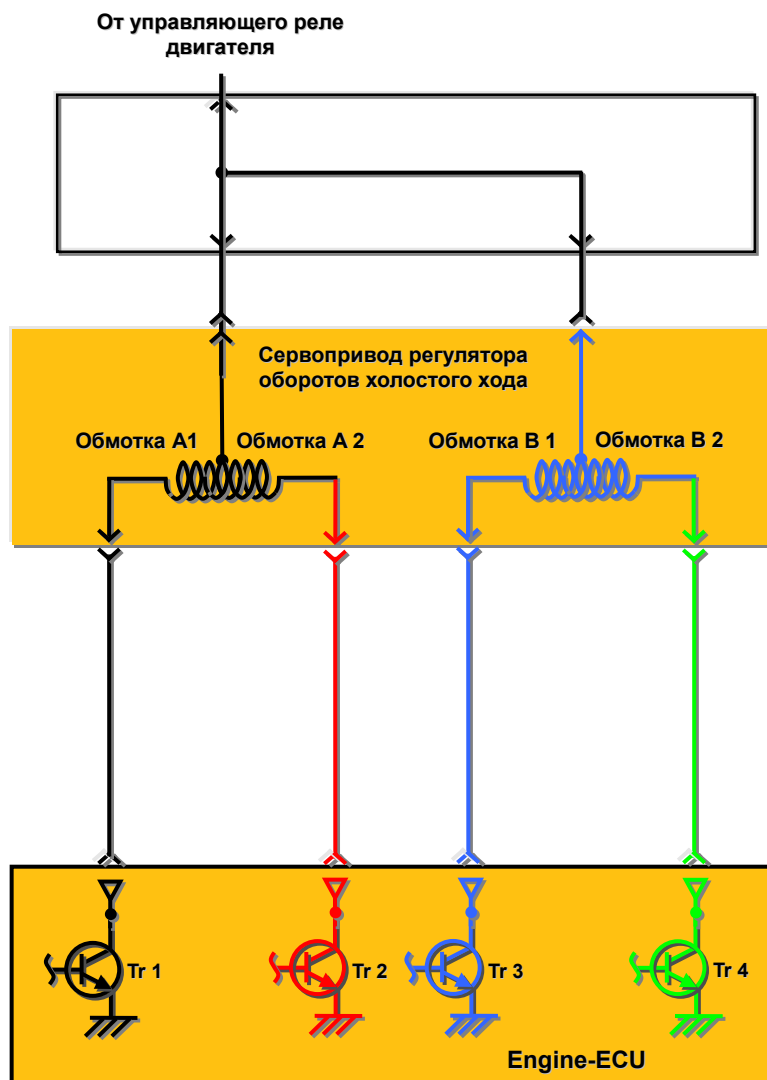 От управляющего реле
двигателя
Сервопривод регулятора
оборотов холостого хода
Обмотка A1
Обмотка A 2
Обмотка B 1
Обмотка B 2
Tr 1
Tr 2
Tr 3
Tr 4
Engine-ECU